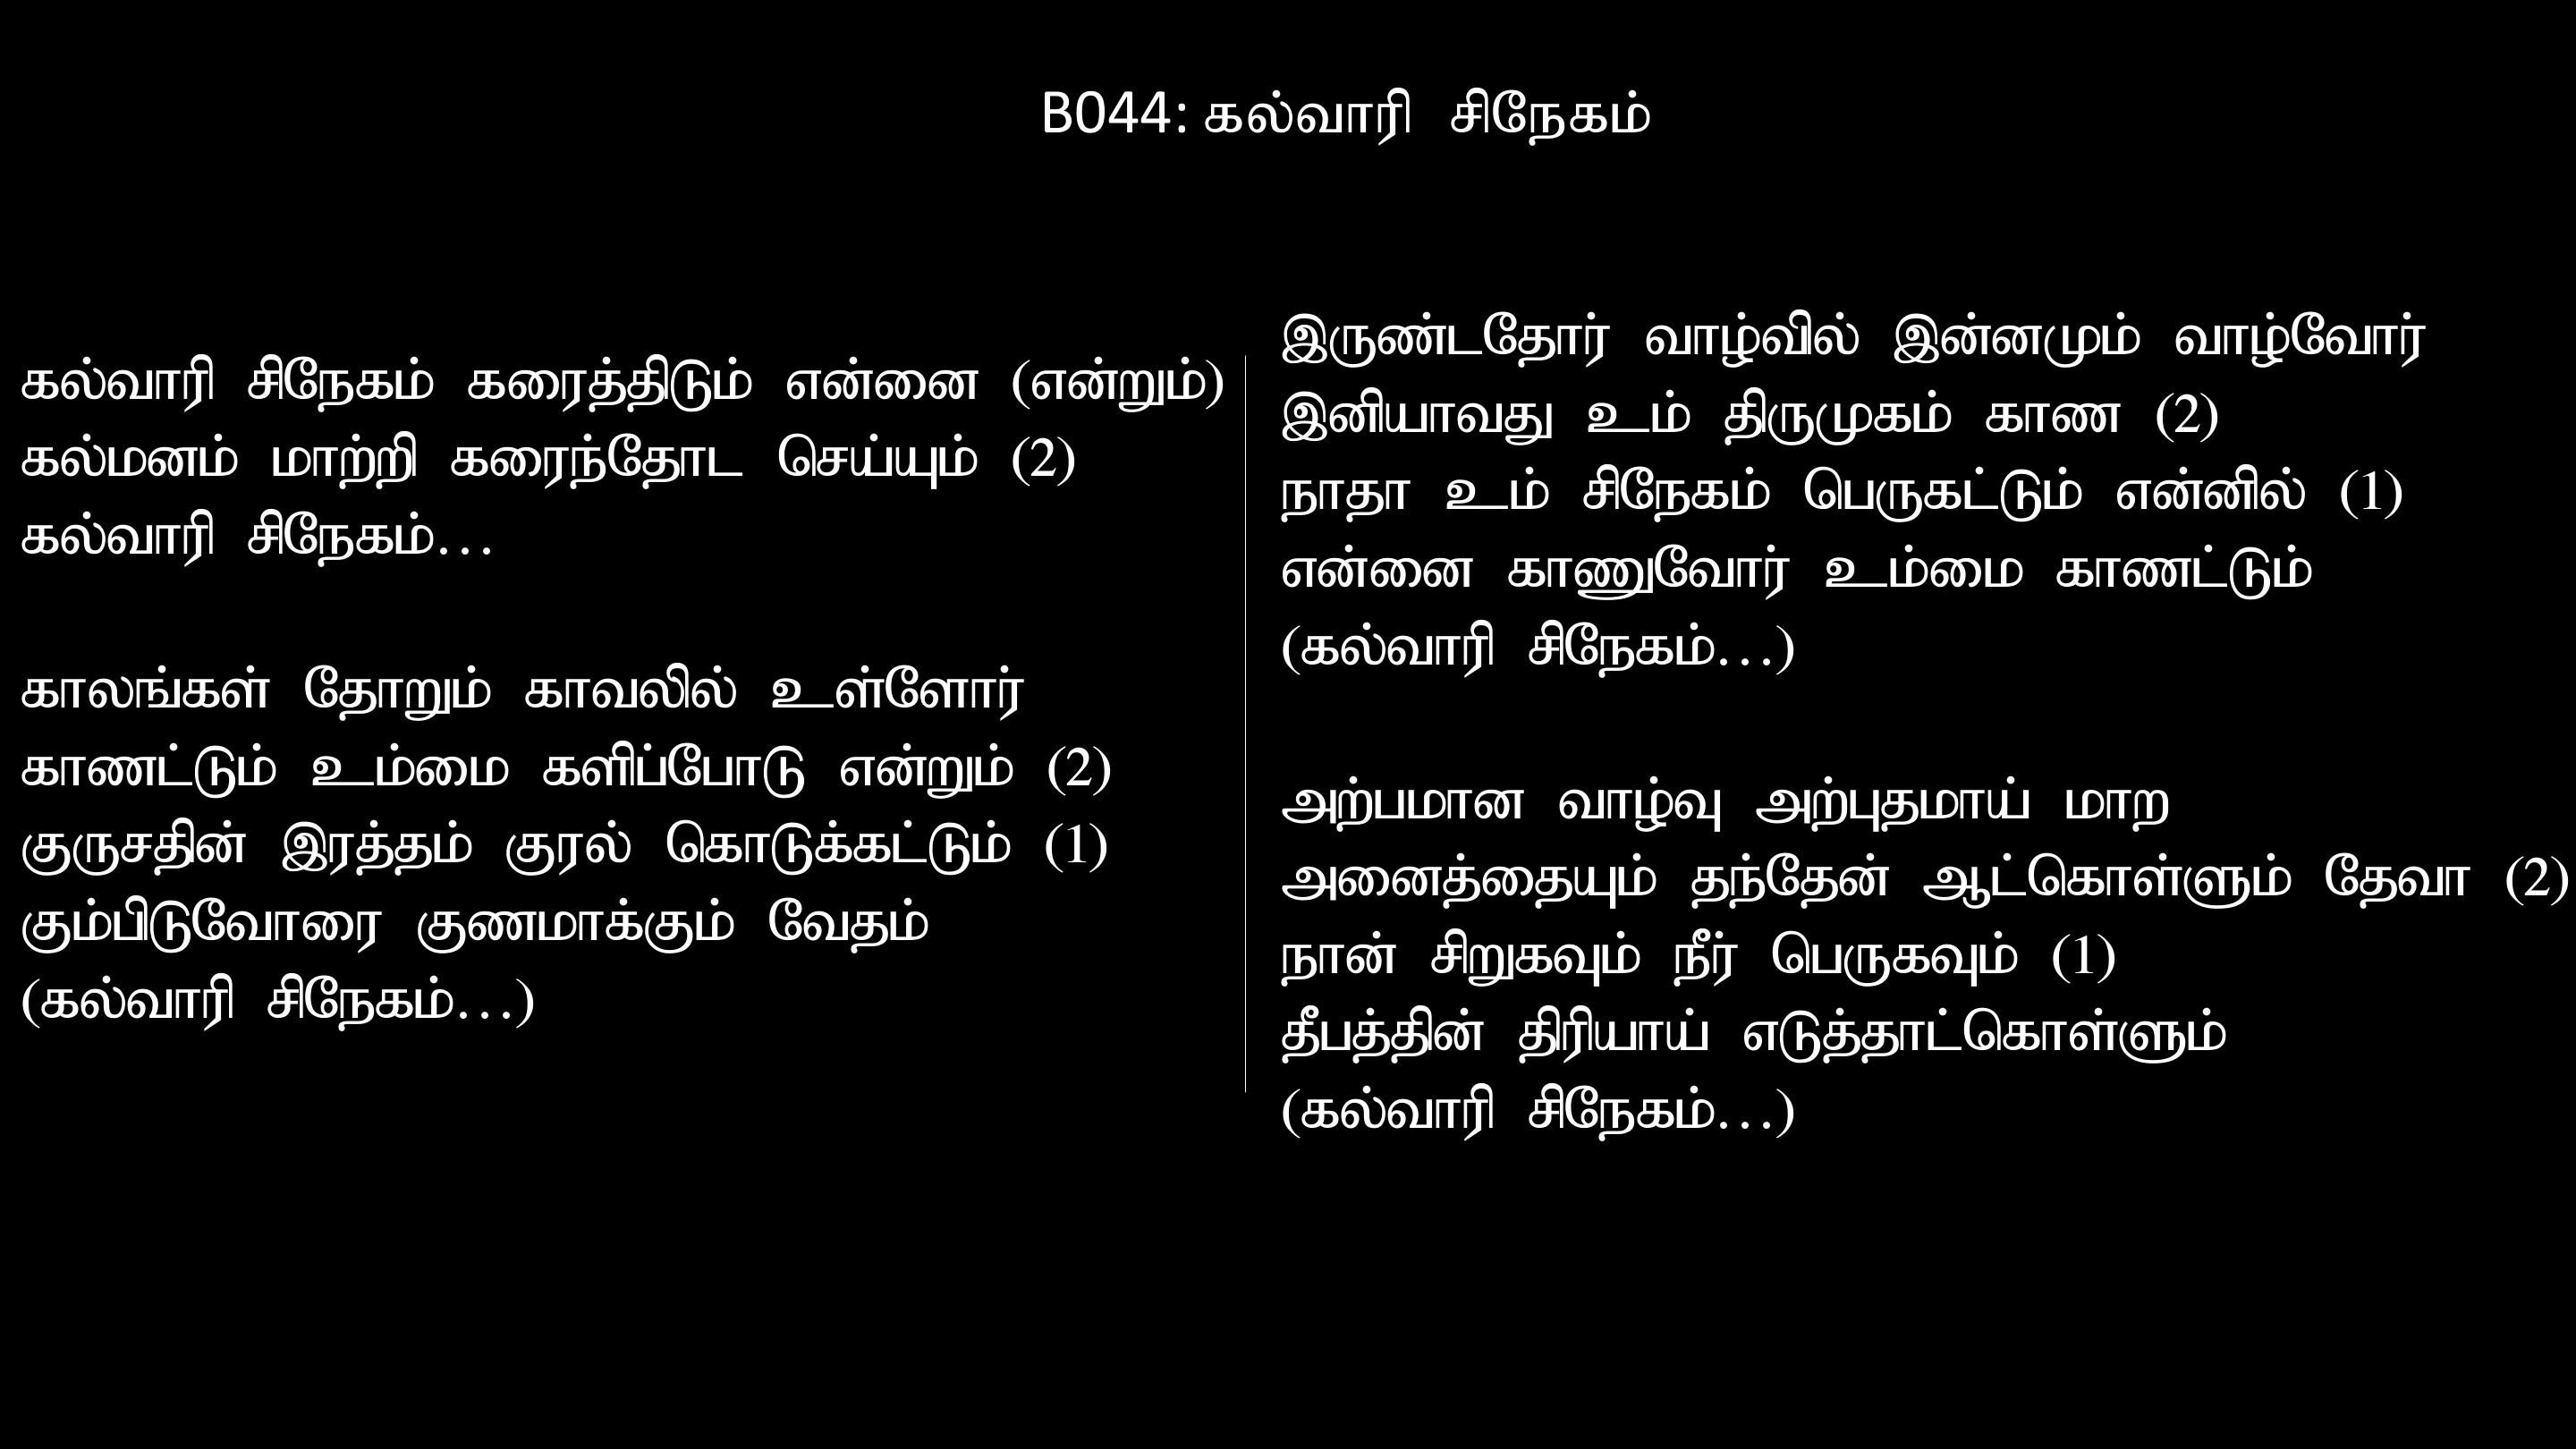 B044: கல்வாரி சிநேகம்
கல்வாரி சிநேகம் கரைத்திடும் என்னை (என்றும்)
கல்மனம் மாற்றி கரைந்தோட செய்யும் (2)
கல்வாரி சிநேகம்…
காலங்கள் தோறும் காவலில் உள்ளோர்
காணட்டும் உம்மை களிப்போடு என்றும் (2)
குருசதின் இரத்தம் குரல் கொடுக்கட்டும் (1)
கும்பிடுவோரை குணமாக்கும் வேதம்
(கல்வாரி சிநேகம்…)
இருண்டதோர் வாழ்வில் இன்னமும் வாழ்வோர்
இனியாவது உம் திருமுகம் காண (2)
நாதா உம் சிநேகம் பெருகட்டும் என்னில் (1)
என்னை காணுவோர் உம்மை காணட்டும்
(கல்வாரி சிநேகம்…)
அற்பமான வாழ்வு அற்புதமாய் மாற
அனைத்தையும் தந்தேன் ஆட்கொள்ளும் தேவா (2)
நான் சிறுகவும் நீர் பெருகவும் (1)
தீபத்தின் திரியாய் எடுத்தாட்கொள்ளும்
(கல்வாரி சிநேகம்…)